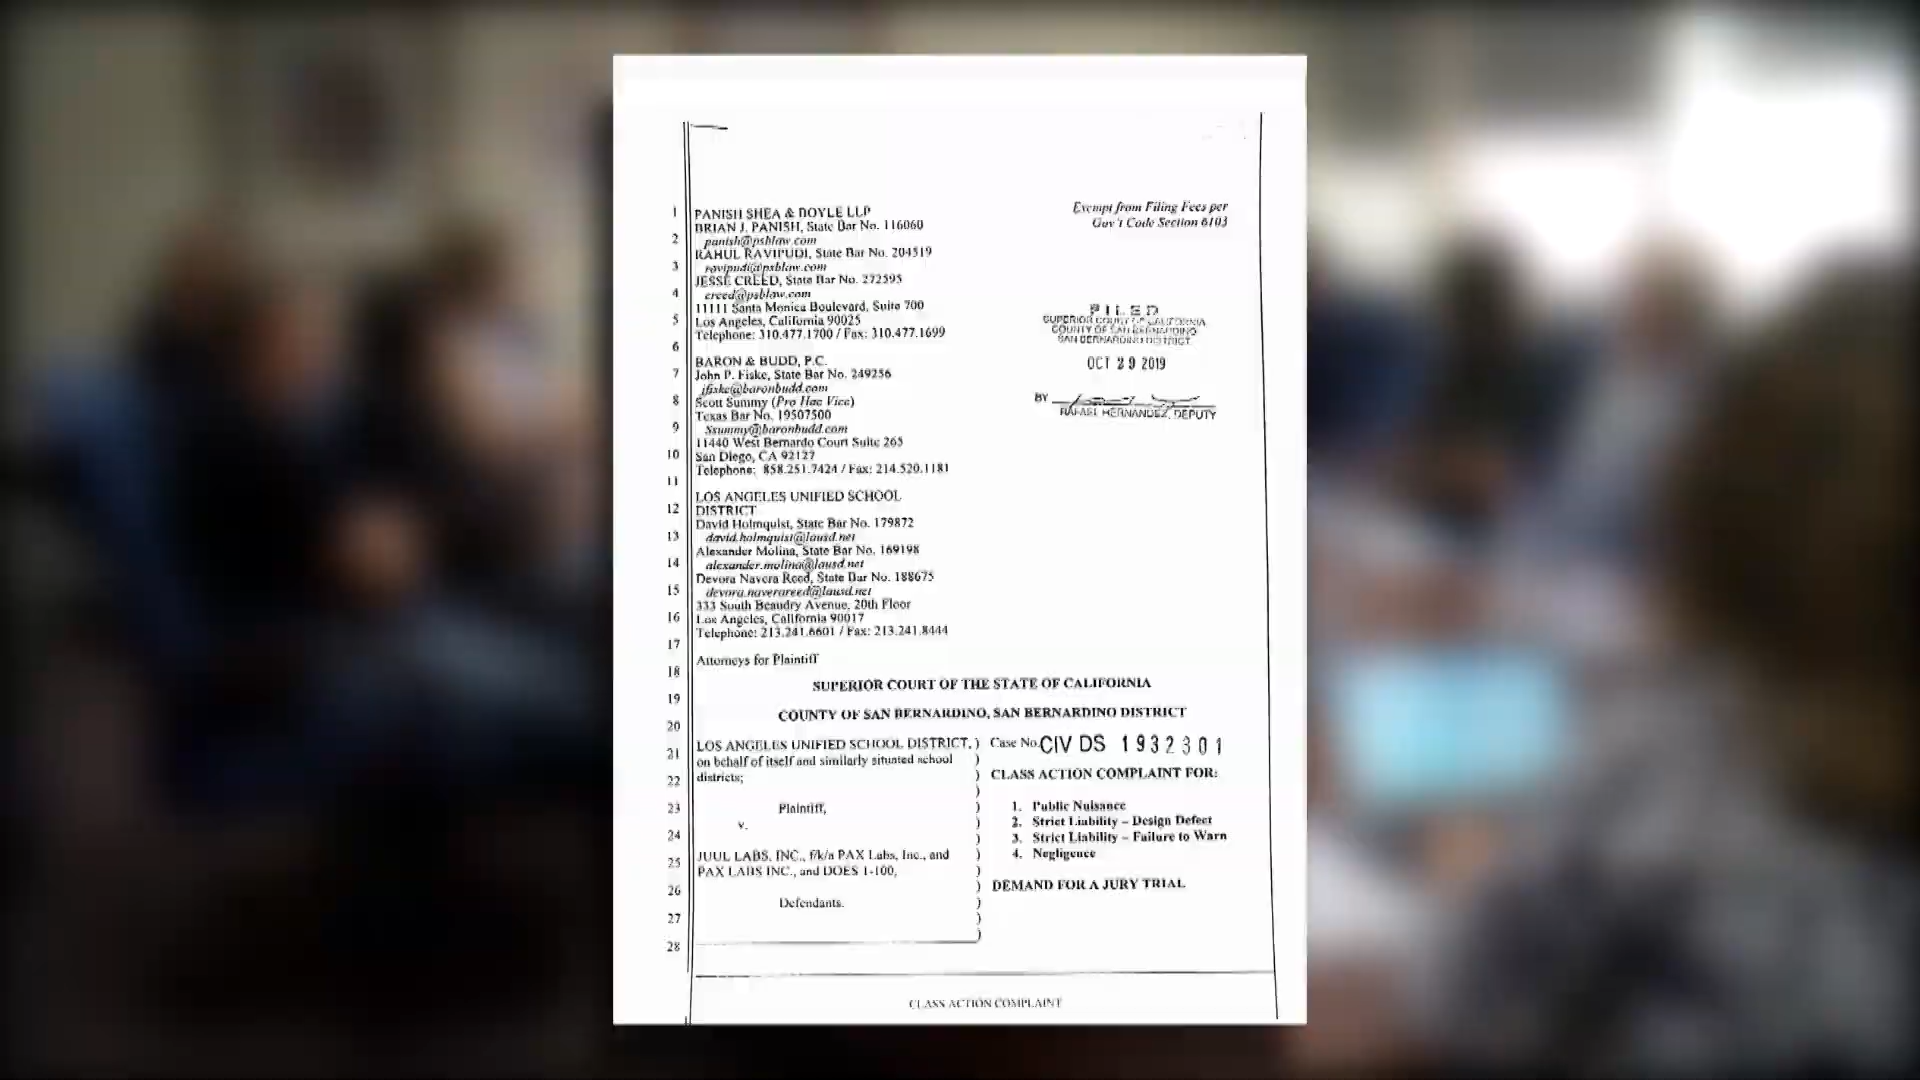 1 PANISH SHEA & BOYLE LLP
BRIAN J. PANISH, State Bar No. 116060
2 panish@psblaw.com
RAHUL RAVIPUDI, State Bar No. 204519
3 ravipudi@psblaw.com
JESSE CREED, State Bar No. 272595
4 creed@psblaw.com
11111 Santa Monica Boulevard, Suite 700
5 Los Angeles, California 90025
Telephone: 310.477.1700 / Fax: 310.477.1699
6
BARON & BUDD, P.C.
7 John P. Fiske, State Bar No. 249256
jfiske@baronbudd.com
8 Scott Summy (Pro Hac Vice)
Texas Bar No. 19507500
9 Ssummy@baronbudd.com
11440 West Bernardo Court Suite 265
10 San Diego, CA 92127
Telephone: 858.251.7424 / Fax: 214.520.1181
11
LOS ANGELES UNIFIED SCHOOL
12 DISTRICT
David Holmquist, State Bar No. 179872
13 david.holmquist@lausd.net
Alexander Molina, State Bar No. 169198
14 alexander.molina@lausd.net
Devora Navera Reed, State Bar No. 188675
15 devora.naverareed@lausd.net
333 South Beaudry Avenue, 20th Floor
16 Los Angeles, California 90017
Telephone: 213.241.6601 / Fax: 213.241.8444
17
Attorneys for Plaintiff
18
Exempt from Filing Fees per
Gov't Code Section 6103
FILED
SUPERIOR COURT OF CALIFORNIA
COUNTY OF SAN BERNARDINO
SAN BERNARDINO DISTRICT
OCT 29 2019
BY
RAFAEL HERNANDEZ, DEPUTY
SUPERIOR COURT OF THE STATE OF CALIFORNIA
19
COUNTY OF SAN BERNARDINO, SAN BERNARDINO DISTRICT
20
21 LOS ANGELES UNIFIED SCHOOL DISTRICT, )
on behalf of itself and similarly situated school )
22 districts; )
23 Plaintiff, )
v.
24
25 JUUL LABS, INC., f/k/a PAX Labs, Inc., and )
PAX LABS INC., and DOES 1-100, )
26
Defendants. )
27
28
Case No. CIV DS 1932301
CLASS ACTION COMPLAINT FOR:
1. Public Nuisance
2. Strict Liability – Design Defect
3. Strict Liability – Failure to Warn
4. Negligence
DEMAND FOR A JURY TRIAL
CLASS ACTION COMPLAINT